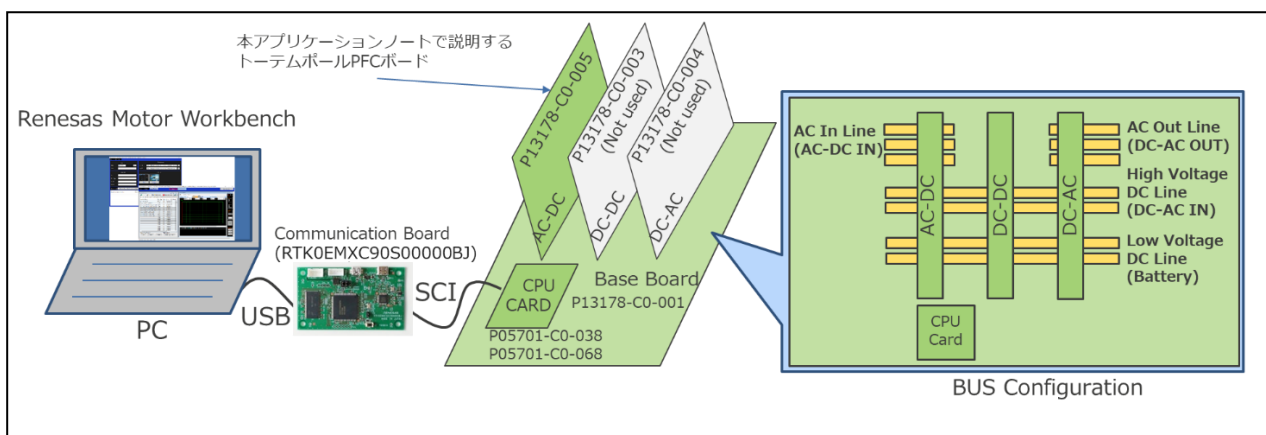 本アプリケーションノートで説明する
トーテムポールPFCボード
Renesas Motor Workbench
PC
USB
Communication Board
(RTK0EMXC90S00000BJ)
SCI
P13178-C0-005
AC-DC
P13178-C0-003
(Not used)
DC-DC
P13178-C0-004
(Not used)
DC-AC
CPU
CARD
Base Board
P13178-C0-001
P05701-C0-038
P05701-C0-068
AC In Line
(AC-DC IN)
AC-DC
DC-DC
DC-AC
AC Out Line
(DC-AC OUT)
High Voltage
DC Line
(DC-AC IN)
Low Voltage
DC Line
(Battery)
CPU
Card
BUS Configuration